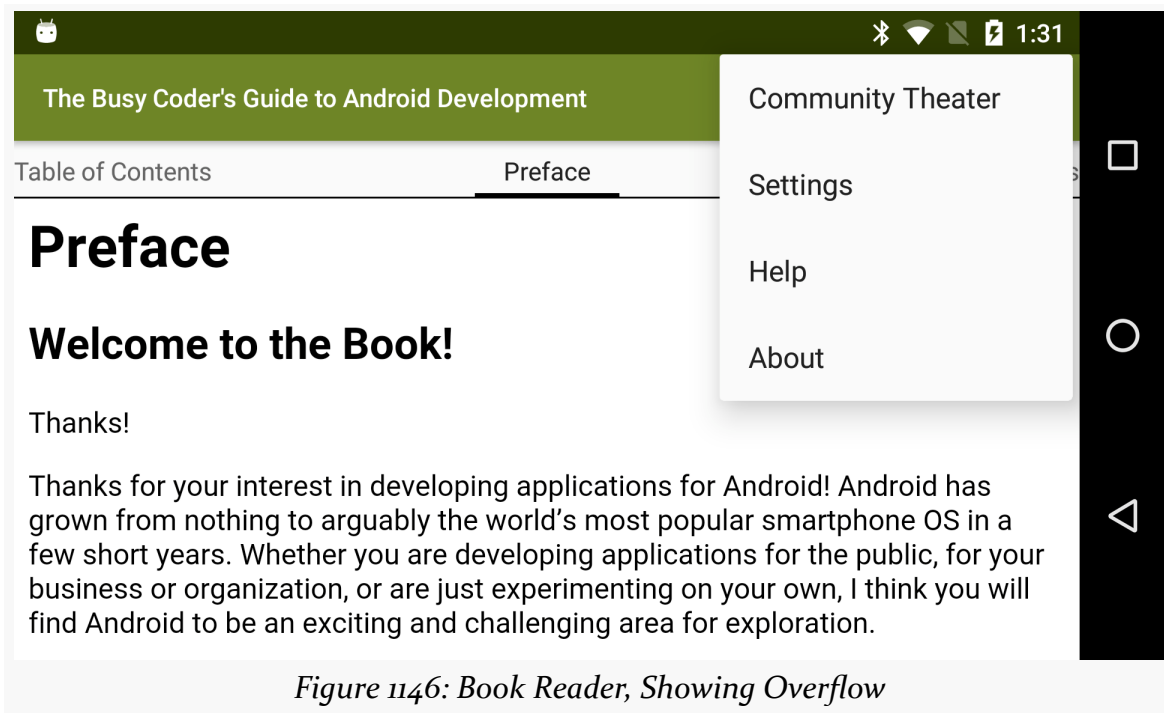 1:31
The Busy Coder's Guide to Android Development
Community Theater
Table of Contents
Preface
s
Settings
Preface
Help
Welcome to the Book!
About
Thanks!
Thanks for your interest in developing applications for Android! Android has
grown from nothing to arguably the world’s most popular smartphone OS in a
few short years. Whether you are developing applications for the public, for your
business or organization, or are just experimenting on your own, I think you will
find Android to be an exciting and challenging area for exploration.
Figure 1146: Book Reader, Showing Overflow